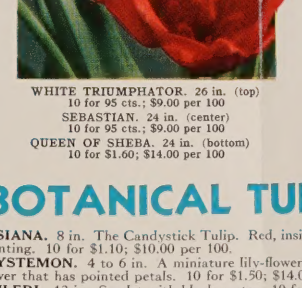 WHITE TRIUMPHATOR. 26 in. (top)
10 for 95 cts.; $9.00 per 100
SEBASTIAN. 24 in. (center)
10 for 95 cts.; $9.00 per 100
QUEEN OF SHEBA. 24 in. (bottom)
10 for $1.60; $14.00 per 100
BOTANICAL TU
SIANA. 8 in. The Candystick Tulip. Red, insi
nting. 10 for $1.10; $10.00 per 100.
YSTEMON. 4 to 6 in. A miniature lily-flower
ver that has pointed petals. 10 for $1.50; $14.0